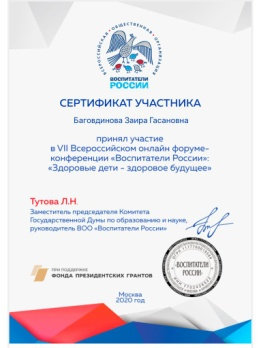 ВСЕРОССИЙСКАЯ ОБЩЕСТВЕННАЯ ОРГАНИЗАЦИЯ
ВОСПИТАТЕЛИ
РОССИИ
СЕРТИФИКАТ УЧАСТНИКА
Баговдинова Заира Гасановна
принял участие
в VII Всероссийском онлайн форуме-
конференции «Воспитатели России»:
«Здоровые дети - здоровое будущее»
Тутова Л.Н.
Заместитель председателя Комитета
Государственной Думы по образованию и науке,
руководитель ВОО «Воспитатели России»
ВОСПИТАТЕЛИ
РОССИИ
ПРИ ПОДДЕРЖКЕ
ФОНДА ПРЕЗИДЕНТСКИХ ГРАНТОВ
Москва
2020 год